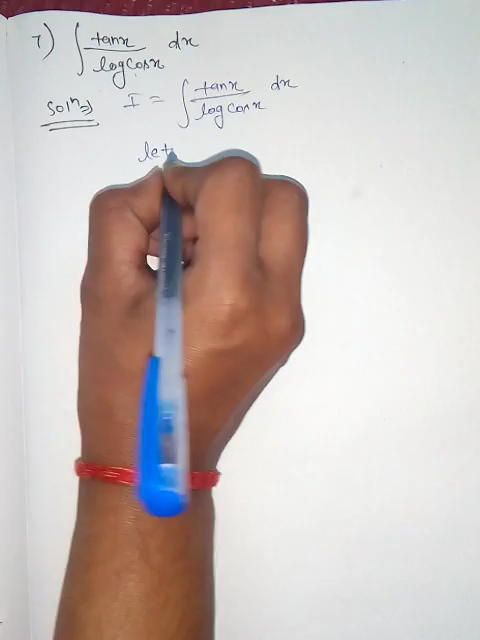 7) ∫ tanx/logcosx dx
Solⁿ⇒ I = ∫ tanx/logcosx dx
let